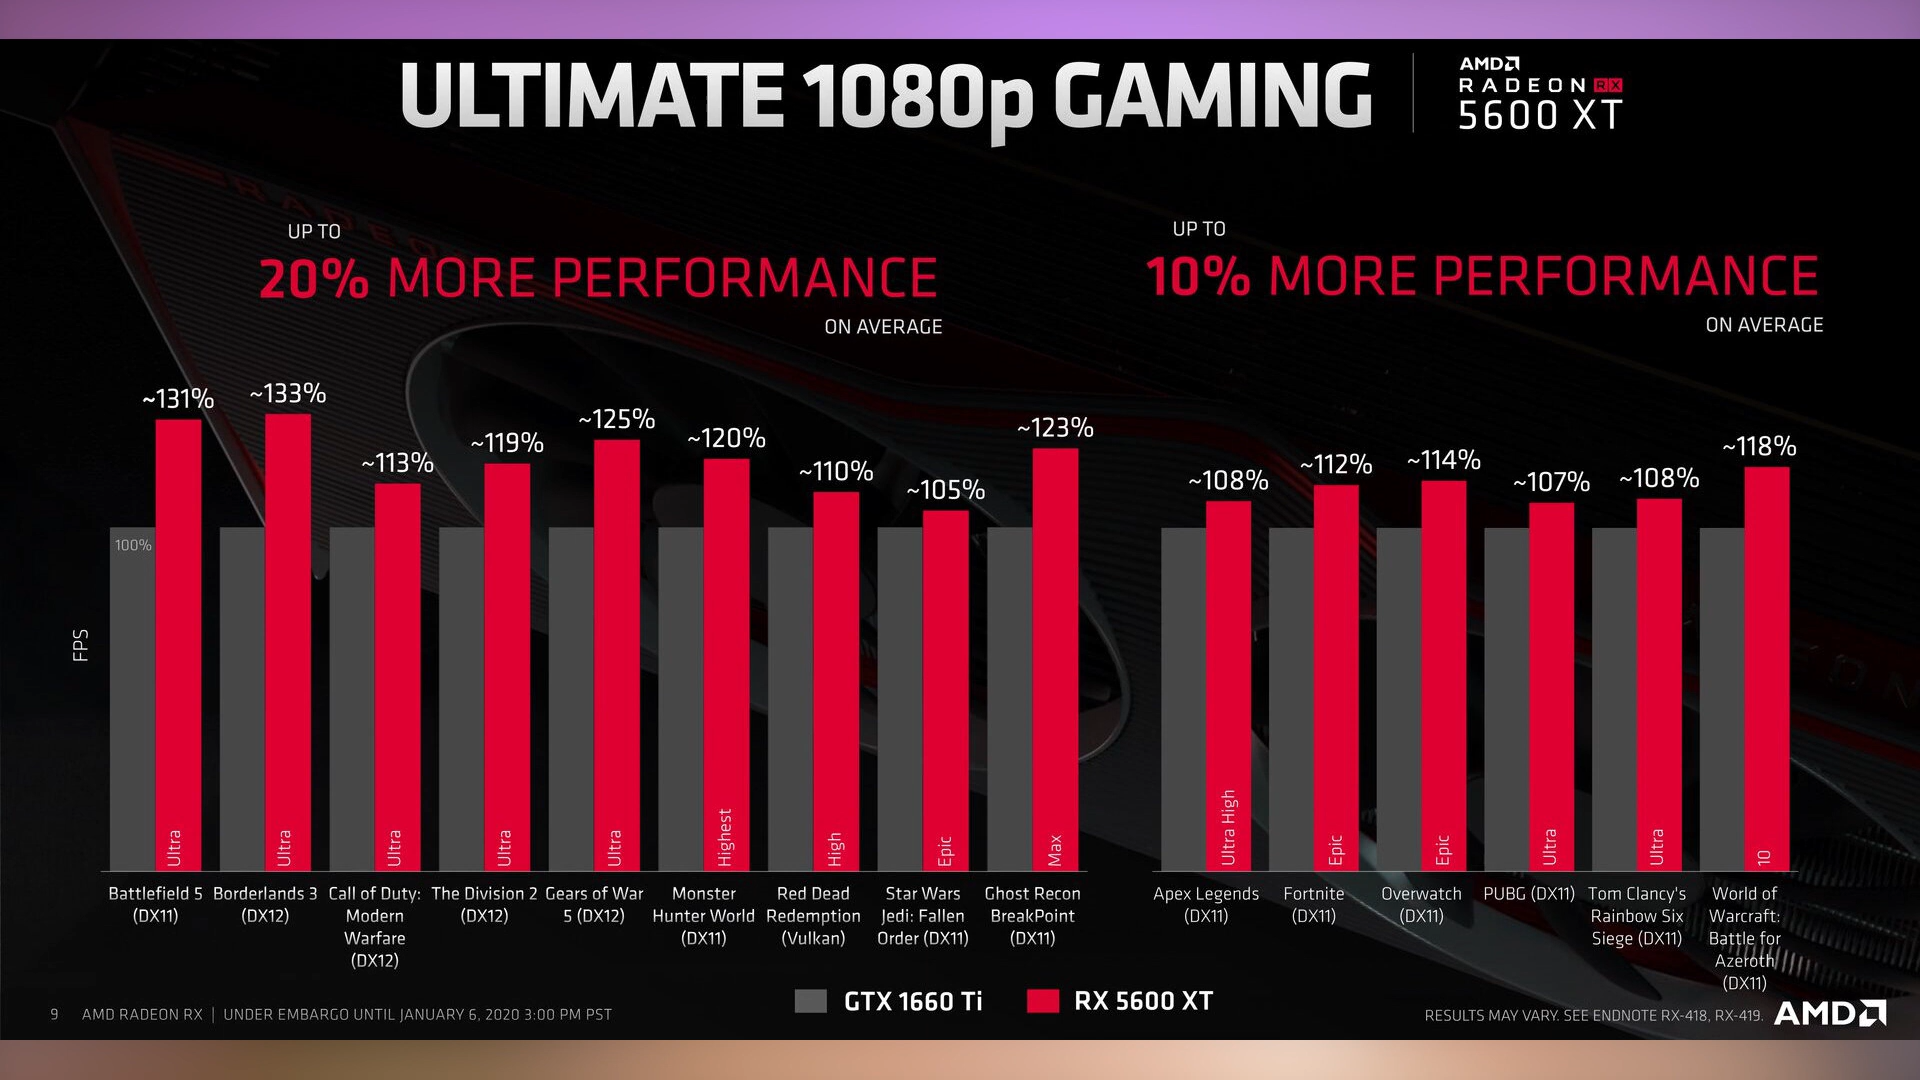 ULTIMATE 1080p GAMING
AMD
RADEON RX
5600 XT
UP TO
20% MORE PERFORMANCE
ON AVERAGE
UP TO
10% MORE PERFORMANCE
ON AVERAGE
RADEON
~131%
~133%
~113%
~119%
~125%
~120%
~110%
~105%
~123%
~108%
~112%
~114%
~107%
~108%
~118%
100%
FPS
Ultra
Ultra
Ultra
Ultra
Ultra
Highest
High
Epic
Max
Ultra High
Epic
Epic
Ultra
Ultra
10
Battlefield 5
(DX11)
Borderlands 3
(DX12)
Call of Duty:
Modern
Warfare
(DX12)
The Division 2
(DX12)
Gears of War
5 (DX12)
Monster
Hunter World
(DX11)
Red Dead
Redemption
(Vulkan)
Star Wars
Jedi: Fallen
Order (DX11)
Ghost Recon
BreakPoint
(DX11)
Apex Legends
(DX11)
Fortnite
(DX11)
Overwatch
(DX11)
PUBG (DX11)
Tom Clancy's
Rainbow Six
Siege (DX11)
World of
Warcraft:
Battle for
Azeroth
(DX11)
GTX 1660 Ti
RX 5600 XT
9 AMD RADEON RX | UNDER EMBARGO UNTIL JANUARY 6, 2020 3:00 PM PST
RESULTS MAY VARY. SEE ENDNOTE RX-418, RX-419.
AMD